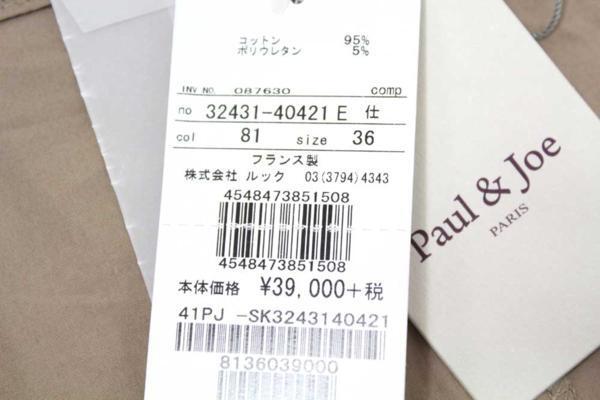 コットン 95%
ポリウレタン 5%
INV NO. 087630 comp
no 32431-40421 E 仕
col 81 size 36
フランス製
株式会社 ルック 03(3794)4343
4548473851508
4548473851508
本体価格 ¥39,000+税
41PJ -SK3243140421
8136039000
Paul & Joe
PARIS